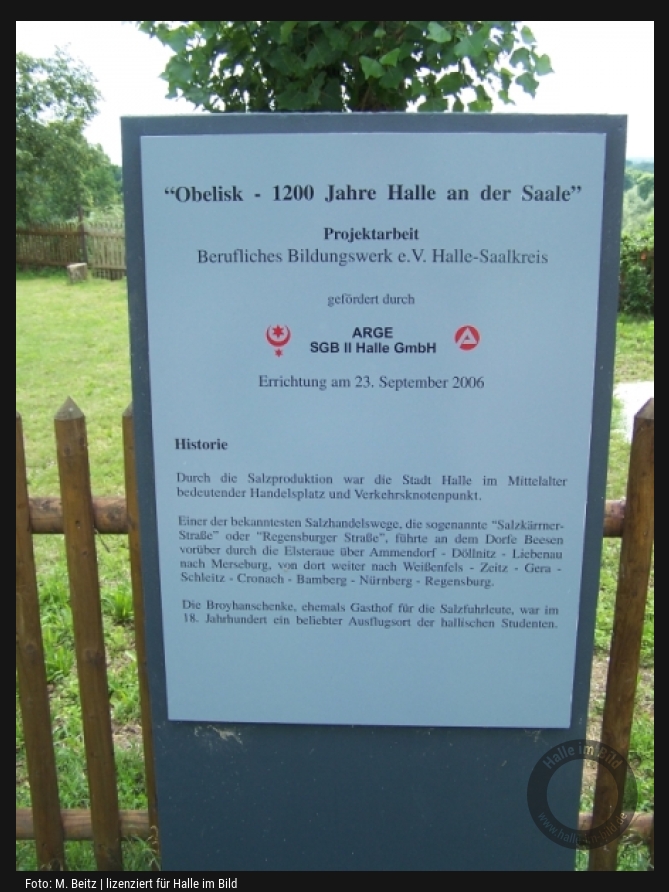 “Obelisk - 1200 Jahre Halle an der Saale”
Projektarbeit
Berufliches Bildungswerk e.V. Halle-Saalkreis
gefördert durch
ARGE
SGB II Halle GmbH
Errichtung am 23. September 2006
Historie
Durch die Salzproduktion war die Stadt Halle im Mittelalter
bedeutender Handelsplatz und Verkehrsknotenpunkt.
Einer der bekanntesten Salzhandelswege, die sogenannte “Salzkärrner-
Straße” oder “Regensburger Straße”, führte an dem Dorfe Beesen
vorüber durch die Elsteraue über Ammendorf - Döllnitz - Liebenau
nach Merseburg, von dort weiter nach Weißenfels - Zeitz - Gera -
Schleitz - Cronach - Bamberg - Nürnberg - Regensburg.
Die Broyhanschenke, ehemals Gasthof für die Salzfuhrleute, war im
18. Jahrhundert ein beliebter Ausflugsort der hallischen Studenten.
Halle im Bild
Foto: M. Beitz | lizenziert für Halle im Bild